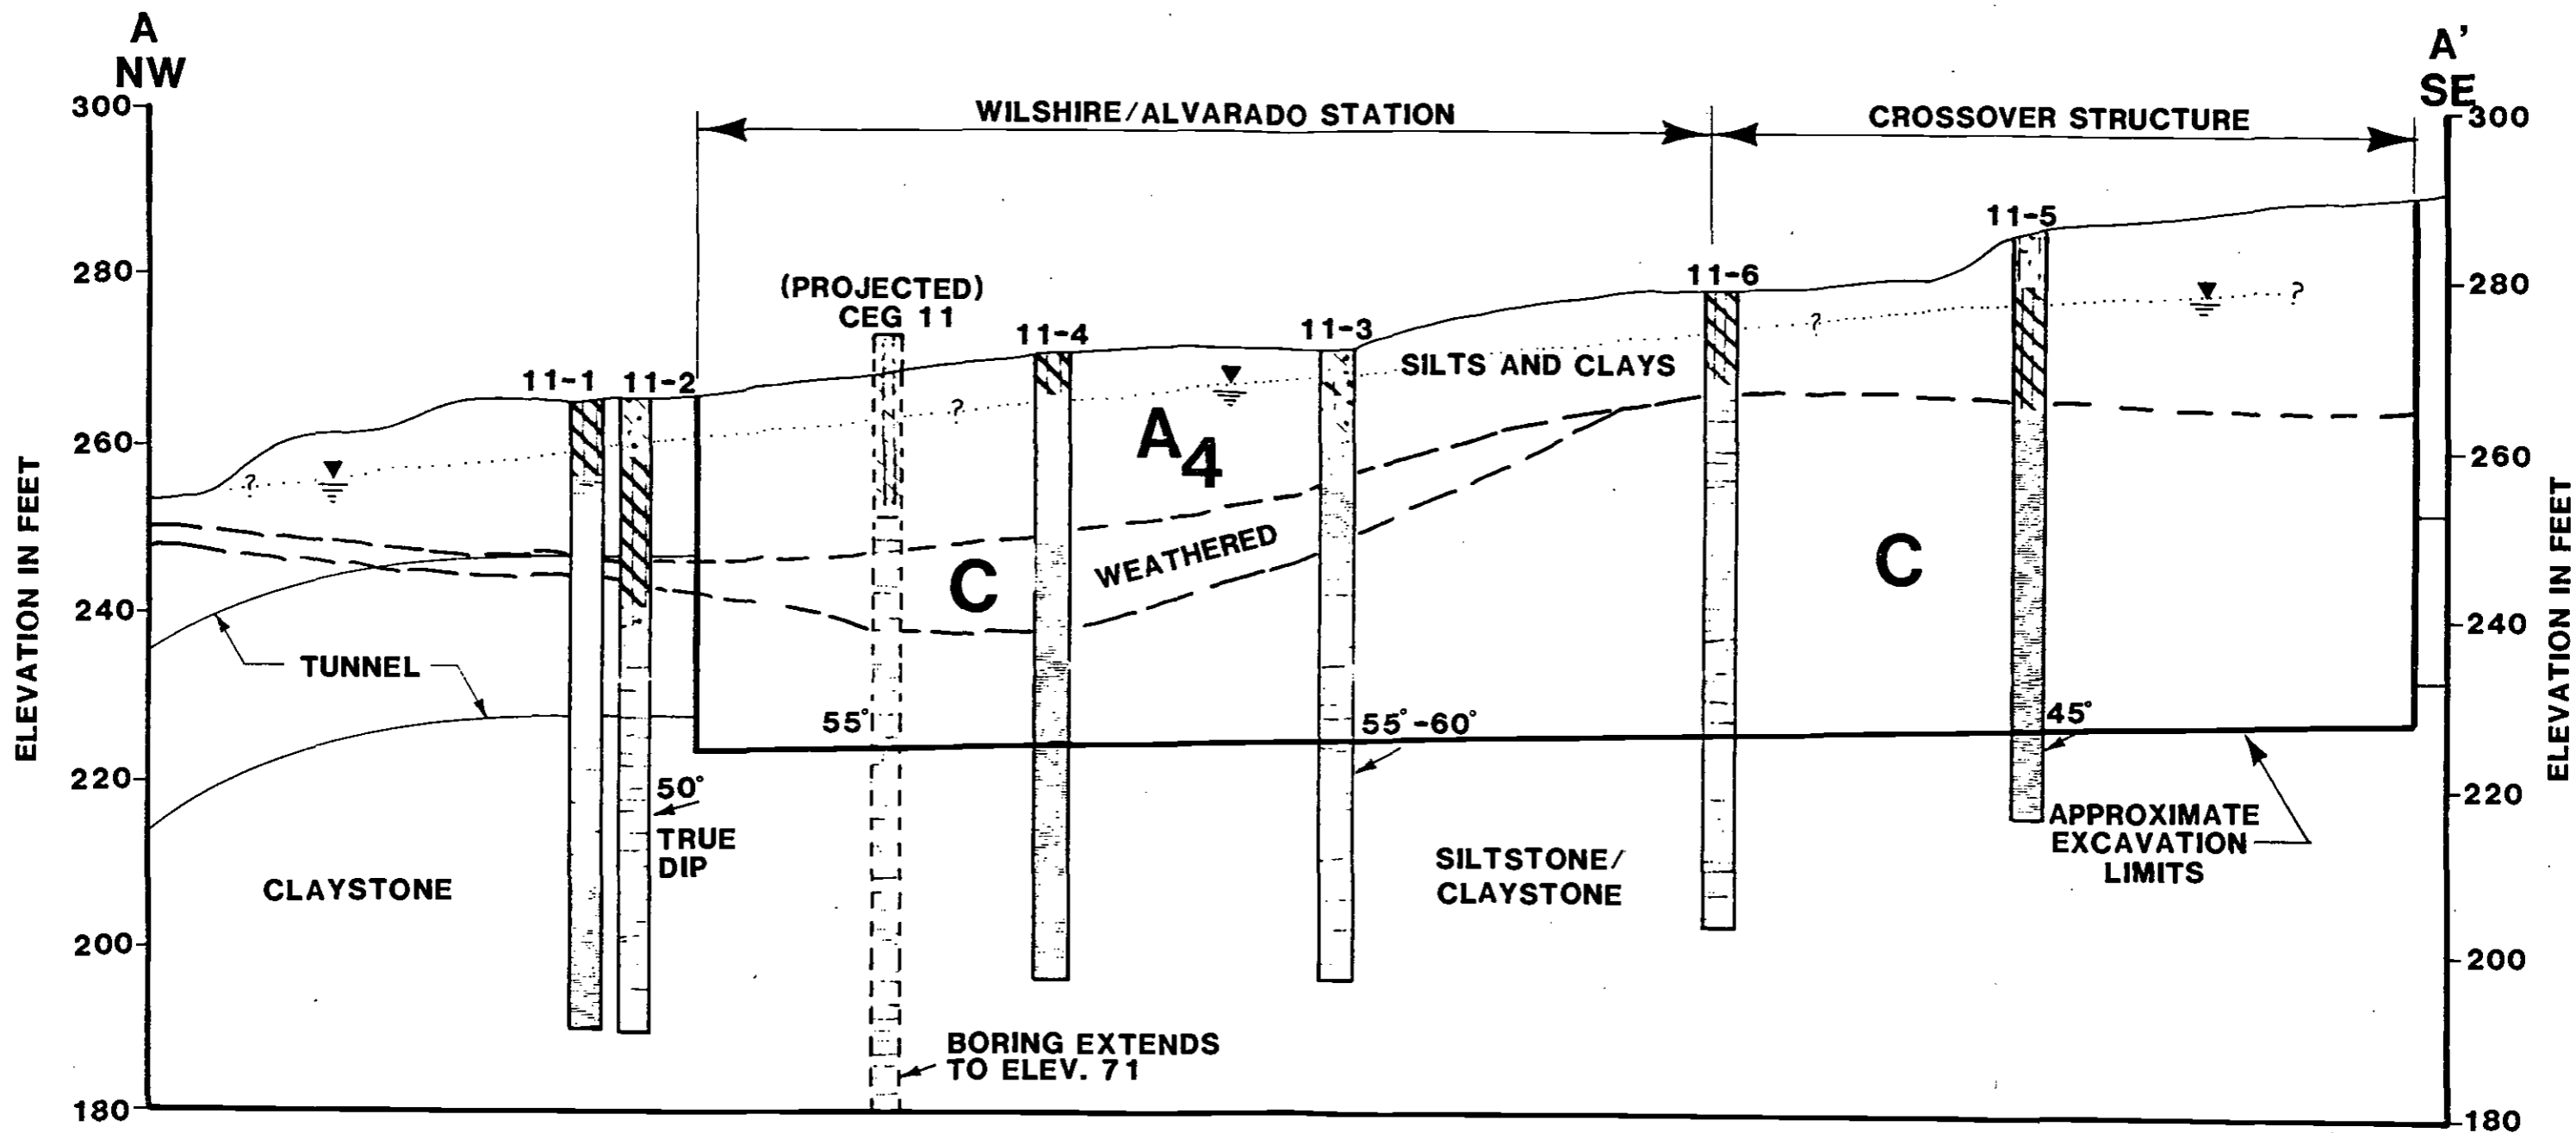 A
NW
A'
SE
300
280
260
240
220
200
180
ELEVATION IN FEET
WILSHIRE/ALVARADO STATION
CROSSOVER STRUCTURE
11-1
11-2
(PROJECTED)
CEG 11
11-4
11-3
11-6
11-5
?
?
?
?
SILTS AND CLAYS
A4
WEATHERED
C
C
TUNNEL
55°
55°-60°
45°
50°
TRUE
DIP
CLAYSTONE
SILTSTONE/
CLAYSTONE
APPROXIMATE
EXCAVATION
LIMITS
BORING EXTENDS
TO ELEV. 71
300
280
260
240
220
200
180
ELEVATION IN FEET